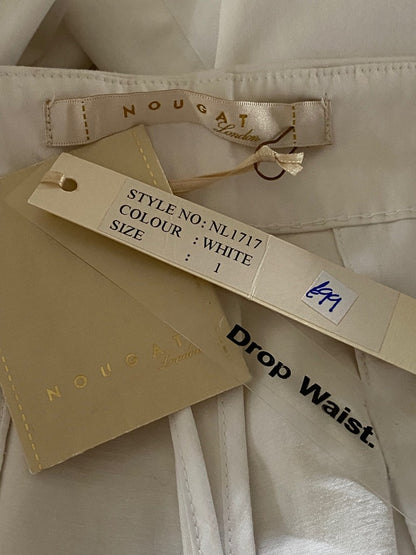 NOUGAT
London
STYLE NO : NL1717
COLOUR : WHITE
SIZE : 1
£99
Drop Waist.
NOUGAT
London